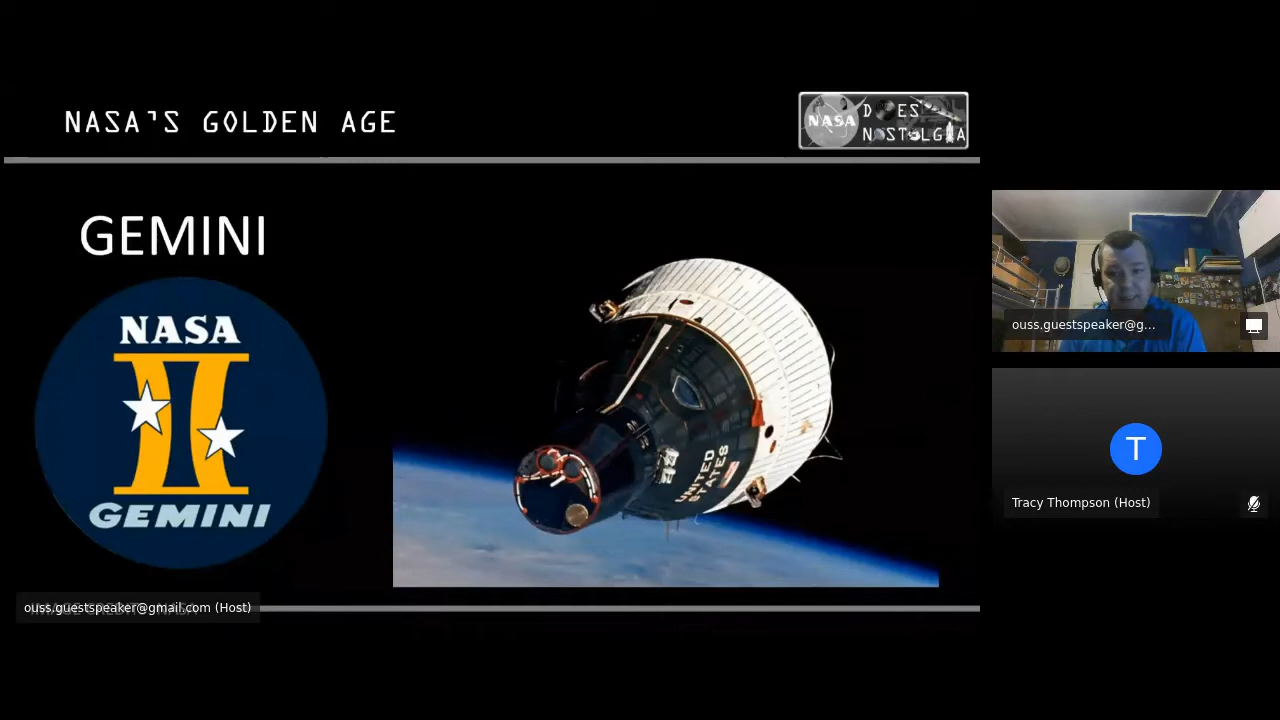 NASA'S GOLDEN AGE
NASA
D ES
NOSTALGIA
GEMINI
NASA
GEMINI
UNITED
STATES
ouss.guestspeaker@gmail.com (Host)
ouss.guestspeaker@g...
T
Tracy Thompson (Host)